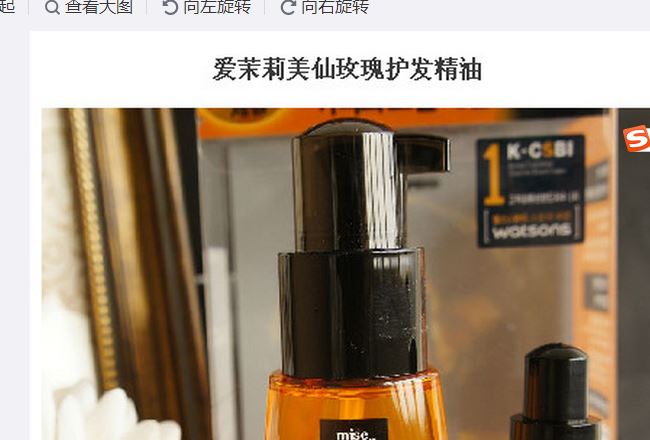 起 查看大图 向左旋转 向右旋转
爱茉莉美仙玫瑰护发精油
1
K-CSBI
watsons
mise